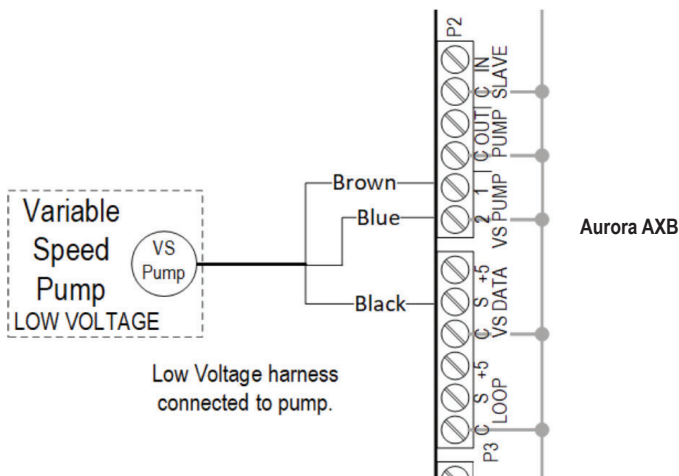 P2
IN
C
SLAVE
OUT
C
PUMP
1
2
VS PUMP
+5
S
C
VS DATA
+5
S
C
LOOP
P3
Brown
Blue
Black
Variable
Speed
Pump
LOW VOLTAGE
VS
Pump
Aurora AXB
Low Voltage harness
connected to pump.